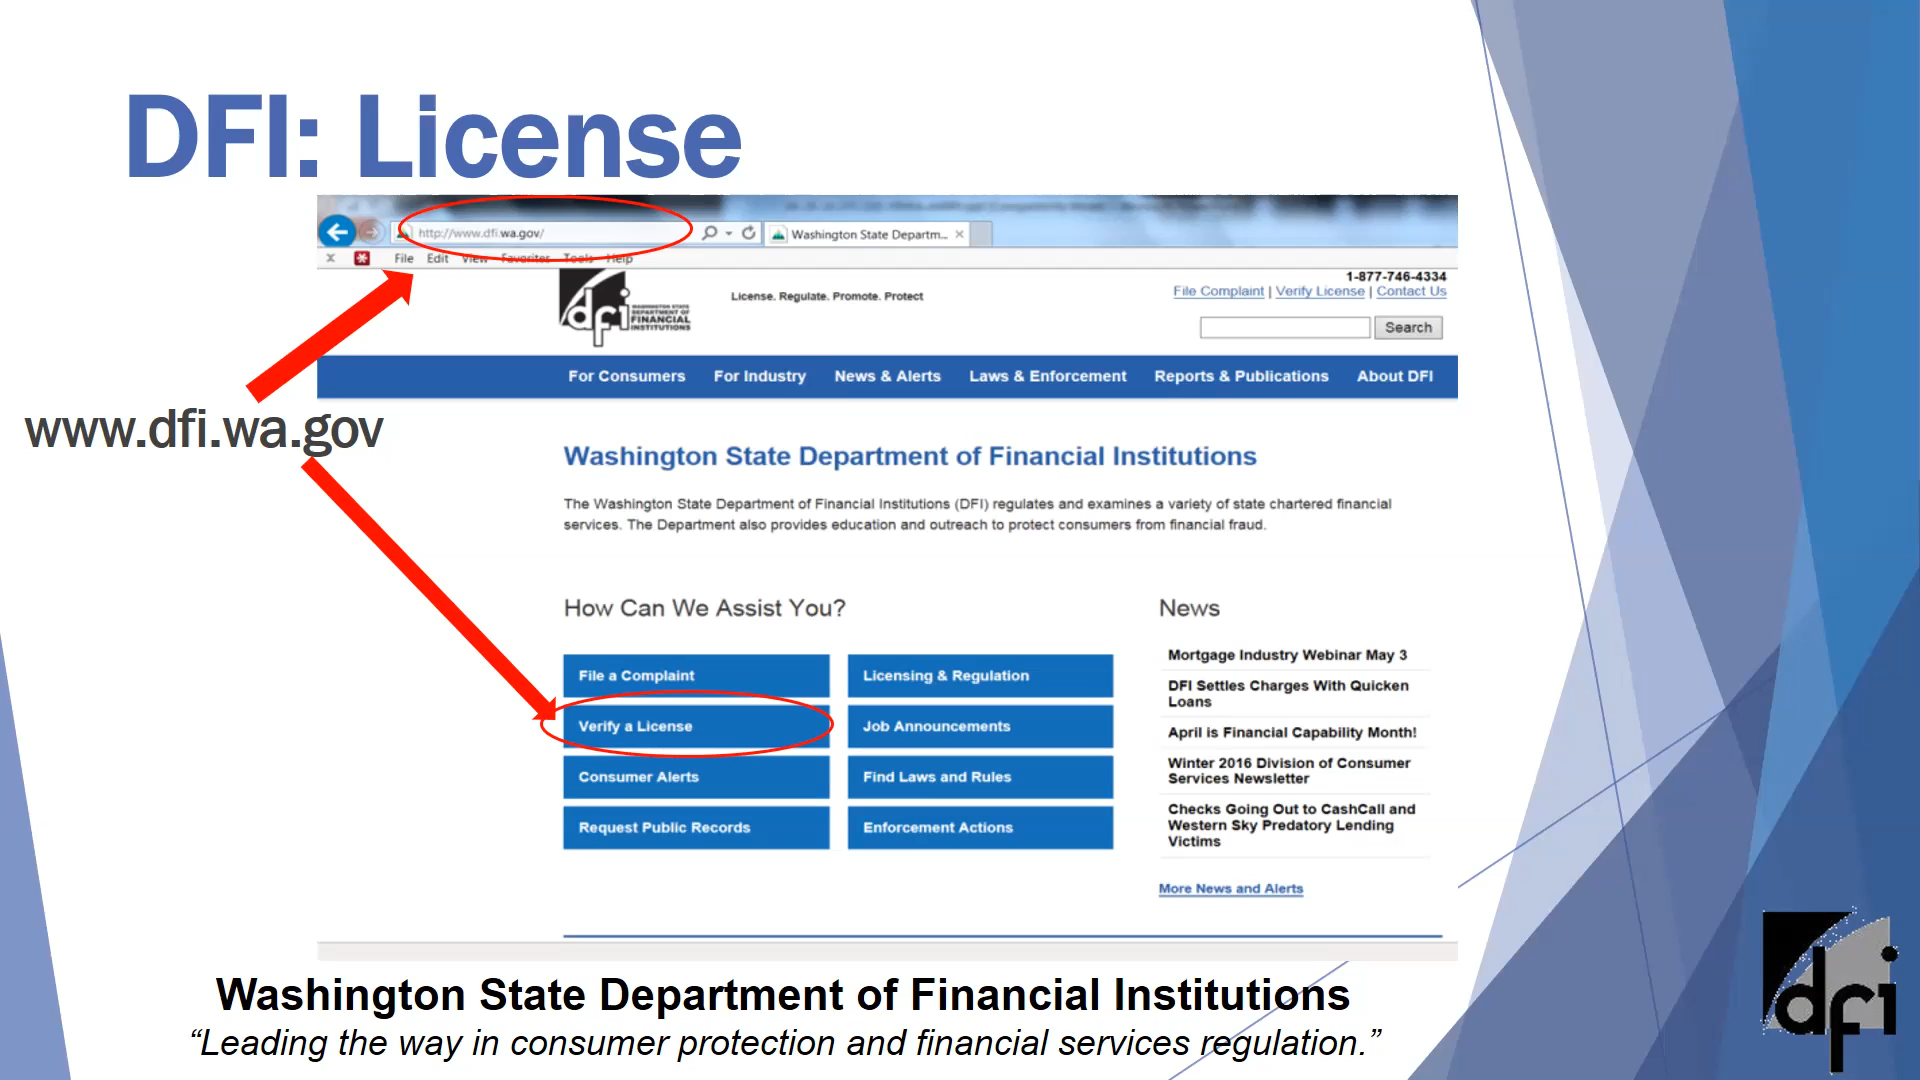 DFI: License
http://www.dfi.wa.gov/
Washington State Departm...
File Edit View Favorites Tools Help
1-877-746-4334
File Complaint | Verify License | Contact Us
dfi
WASHINGTON STATE
DEPARTMENT OF
FINANCIAL
INSTITUTIONS
License. Regulate. Promote. Protect
Search
For Consumers For Industry News & Alerts Laws & Enforcement Reports & Publications About DFI
www.dfi.wa.gov
Washington State Department of Financial Institutions
The Washington State Department of Financial Institutions (DFI) regulates and examines a variety of state chartered financial
services. The Department also provides education and outreach to protect consumers from financial fraud.
How Can We Assist You?
File a Complaint
Licensing & Regulation
Verify a License
Job Announcements
Consumer Alerts
Find Laws and Rules
Request Public Records
Enforcement Actions
News
Mortgage Industry Webinar May 3
DFI Settles Charges With Quicken
Loans
April is Financial Capability Month!
Winter 2016 Division of Consumer
Services Newsletter
Checks Going Out to CashCall and
Western Sky Predatory Lending
Victims
More News and Alerts
Washington State Department of Financial Institutions
“Leading the way in consumer protection and financial services regulation.”
dfi